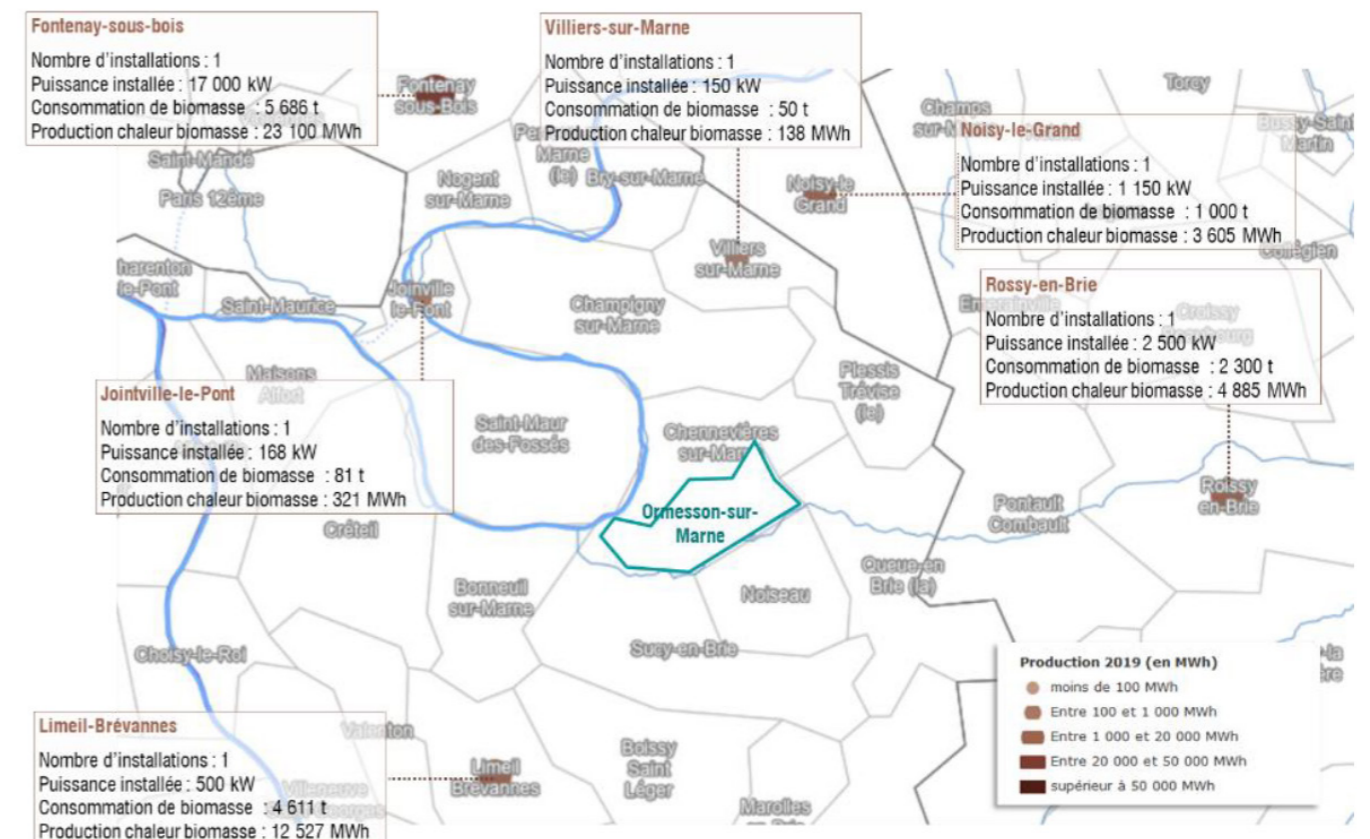 Fontenay-sous-bois
Nombre d'installations : 1
Puissance installée : 17 000 kW
Consommation de biomasse : 5 686 t
Production chaleur biomasse : 23 100 MWh
Villiers-sur-Marne
Nombre d'installations : 1
Puissance installée : 150 kW
Consommation de biomasse : 50 t
Production chaleur biomasse : 138 MWh
Noisy-le-Grand
Nombre d'installations : 1
Puissance installée : 1 150 kW
Consommation de biomasse : 1 000 t
Production chaleur biomasse : 3 605 MWh
Rossy-en-Brie
Nombre d'installations : 1
Puissance installée : 2 500 kW
Consommation de biomasse : 2 300 t
Production chaleur biomasse : 4 885 MWh
Jointville-le-Pont
Nombre d'installations : 1
Puissance installée : 168 kW
Consommation de biomasse : 81 t
Production chaleur biomasse : 321 MWh
Limeil-Brévannes
Nombre d'installations : 1
Puissance installée : 500 kW
Consommation de biomasse : 4 611 t
Production chaleur biomasse : 12 527 MWh
Fontenay
sous-Bois
Torcy
Champs
Bussy-Saint
Martin
Saint-Mandé
Paris 12ème
Nogent
sur-Marne
Marne
(le)
Bry-sur-Marne
Noisy-le
Grand
Villiers
sur-Marne
harenton
le-Pont
Saint-Maurice
Joinville
le-Pont
Champigny
sur-Marne
Croissy
Maisons
Alfort
Plessis
Trévise
(le)
Saint-Maur
des-Fossés
Chennevières
sur-Mar
Ormesson-sur-
Marne
Créteil
Pontault
Combault
Roissy
en-Brie
Queue-en
Brie (la)
Bonneuil
sur-Marne
Noiseau
Choisy-le-Roi
Sucy-en-Brie
Valenton
Villeneuve
Limeil
Brévannes
Boissy
Saint
Léger
Marolles
Production 2019 (en MWh)
moins de 100 MWh
Entre 100 et 1 000 MWh
Entre 1 000 et 20 000 MWh
Entre 20 000 et 50 000 MWh
supérieur à 50 000 MWh